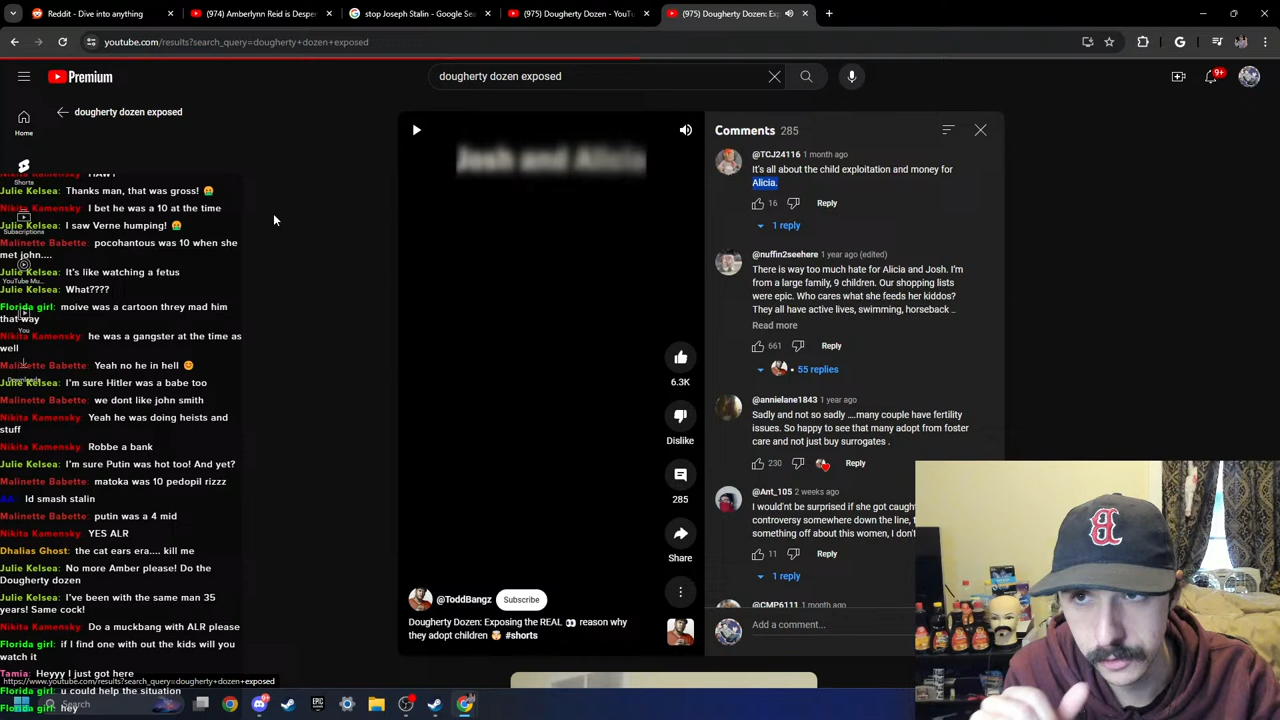 Reddit - Dive into anything
(974) Amberlynn Reid is Desper
stop Joseph Stalin - Google Se
(975) Dougherty Dozen - YouTu
(975) Dougherty Dozen: Ex
youtube.com/results?search_query=dougherty+dozen+exposed
Premium
dougherty dozen exposed
9+
dougherty dozen exposed
Home
Shorts
Subscriptions
YouTube Mu...
You
Downloads
Julie Kelsea: Thanks man, that was gross! 🤮
Nikita Kamensky: I bet he was a 10 at the time
Julie Kelsea: I saw Verne humping! 🤮
Malinette Babette: pocohantous was 10 when she
met john....
Julie Kelsea: It's like watching a fetus
Julie Kelsea: What????
Florida girl: moive was a cartoon threy mad him
that way
Nikita Kamensky: he was a gangster at the time as
well
Malinette Babette: Yeah no he in hell 😊
Julie Kelsea: I'm sure Hitler was a babe too
Malinette Babette: we dont like john smith
Nikita Kamensky: Yeah he was doing heists and
stuff
Nikita Kamensky: Robbe a bank
Julie Kelsea: I'm sure Putin was hot too! And yet?
Malinette Babette: matoka was 10 pedopil rizzz
Id smash stalin
Malinette Babette: putin was a 4 mid
Nikita Kamensky: YES ALR
Dhalias Ghost: the cat ears era.... kill me
Julie Kelsea: No more Amber please! Do the
Dougherty dozen
Julie Kelsea: I've been with the same man 35
years! Same cock!
Nikita Kamensky: Do a muckbang with ALR please
Florida girl: if I find one with out the kids will you
watch it
Tamia: Heyyy I just got here
Florida girl: u could help the situation
Florida girl: hey
https://www.youtube.com/results?search_query=dougherty+dozen+exposed
Search
Josh and Alicia
6.3K
Dislike
285
Share
@ToddBangz
Subscribe
Dougherty Dozen: Exposing the REAL 👀 reason why
they adopt children 🤯 #shorts
Comments 285
@TCJ24116 1 month ago
It's all about the child exploitation and money for
Alicia.
16 Reply
1 reply
@nuffin2seehere 1 year ago (edited)
There is way too much hate for Alicia and Josh. I'm
from a large family, 9 children. Our shopping lists
were epic. Who cares what she feeds her kiddos?
They all have active lives, swimming, horseback ..
Read more
661 Reply
55 replies
@annielane1843 1 year ago
Sadly and not so sadly ....many couple have fertility
issues. So happy to see that many adopt from foster
care and not just buy surrogates .
230 Reply
@Ant_105 2 weeks ago
I would'nt be surprised if she got caught
controversy somewhere down the line, t
something off about this women, I don't
11 Reply
1 reply
@CMP6111 1 month ago
Add a comment...
B
EPIC